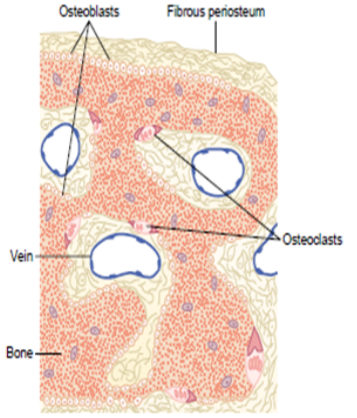 Osteoblasts
Fibrous periosteum
Osteoclasts
Vein
Bone